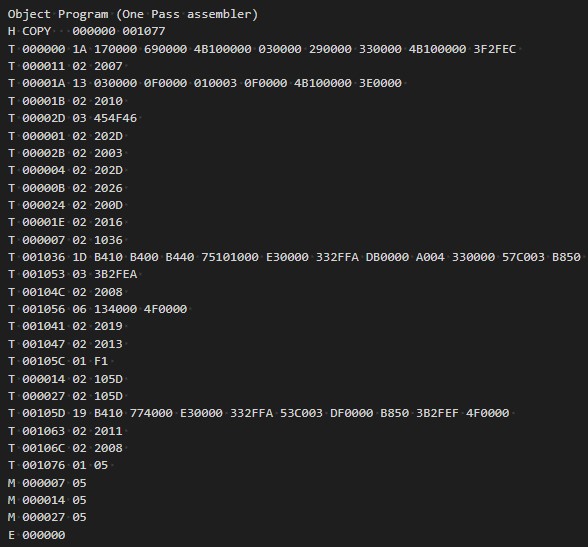 Object Program (One Pass assembler)
H COPY   000000 001077
T 000000 1A 170000 690000 4B100000 030000 290000 330000 4B100000 3F2FEC
T 000011 02 2007
T 00001A 13 030000 0F0000 010003 0F0000 4B100000 3E0000
T 00001B 02 2010
T 00002D 03 454F46
T 000001 02 202D
T 00002B 02 2003
T 000004 02 202D
T 00000B 02 2026
T 000024 02 200D
T 00001E 02 2016
T 000007 02 1036
T 001036 1D B410 B400 B440 75101000 E30000 332FFA DB0000 A004 330000 57C003 B850
T 001053 03 3B2FEA
T 00104C 02 2008
T 001056 06 134000 4F0000
T 001041 02 2019
T 001047 02 2013
T 00105C 01 F1
T 000014 02 105D
T 000027 02 105D
T 00105D 19 B410 774000 E30000 332FFA 53C003 DF0000 B850 3B2FEF 4F0000
T 001063 02 2011
T 00106C 02 2008
T 001076 01 05
M 000007 05
M 000014 05
M 000027 05
E 000000